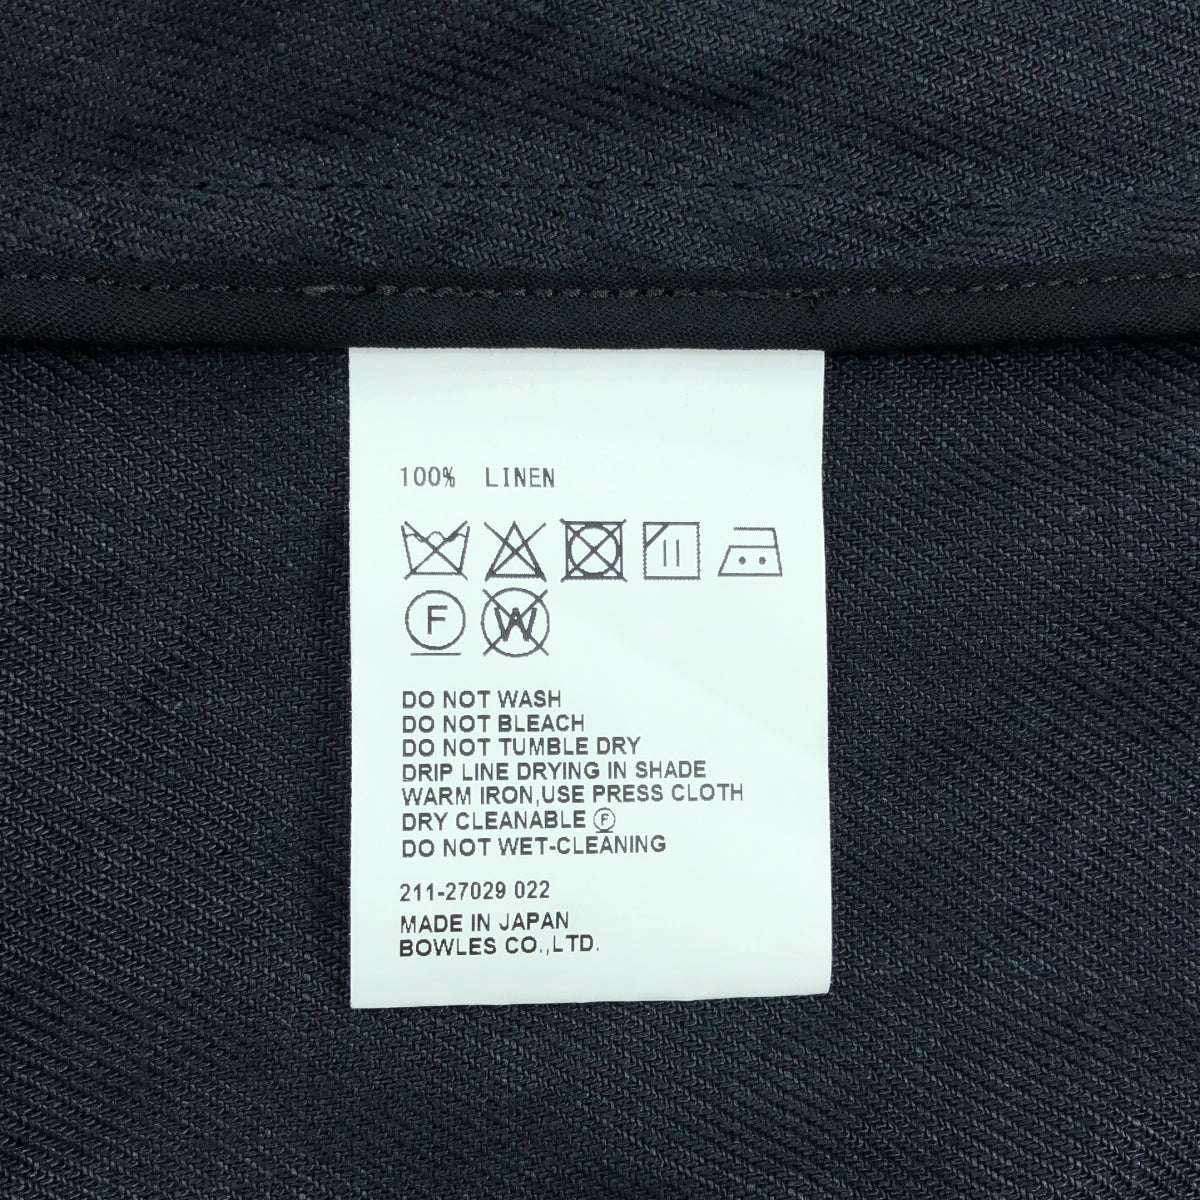 100% LINEN
F W
DO NOT WASH
DO NOT BLEACH
DO NOT TUMBLE DRY
DRIP LINE DRYING IN SHADE
WARM IRON,USE PRESS CLOTH
DRY CLEANABLE Ⓕ
DO NOT WET-CLEANING
211-27029 022
MADE IN JAPAN
BOWLES CO.,LTD.